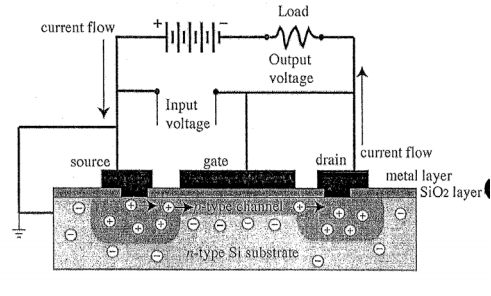 Load
current flow
+
−
Output
voltage
Input
voltage
source
gate
drain
current flow
metal layer
SiO2 layer
n-type channel
n-type Si substrate